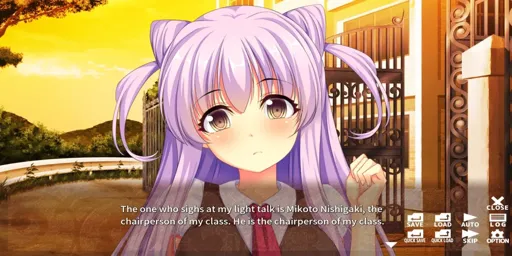 The one who sighs at my light talk is Mikoto Nishigaki, the
chairperson of my class. He is the chairperson of my class.
CLOSE
SAVE LOAD AUTO LOG
QUICK SAVE QUICK LOAD SKIP OPTION